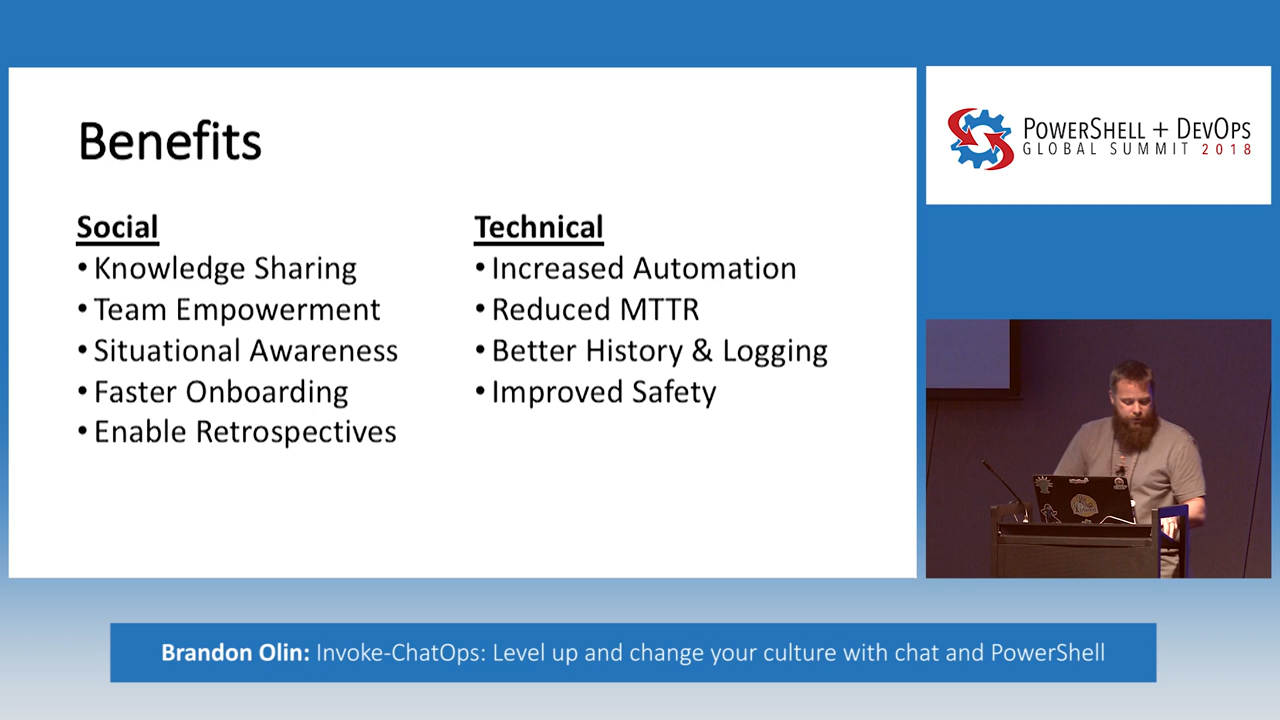 Benefits
Social
• Knowledge Sharing
• Team Empowerment
• Situational Awareness
• Faster Onboarding
• Enable Retrospectives
Technical
• Increased Automation
• Reduced MTTR
• Better History & Logging
• Improved Safety
POWERSHELL + DEVOPS
GLOBAL SUMMIT 2018
Brandon Olin: Invoke-ChatOps: Level up and change your culture with chat and PowerShell